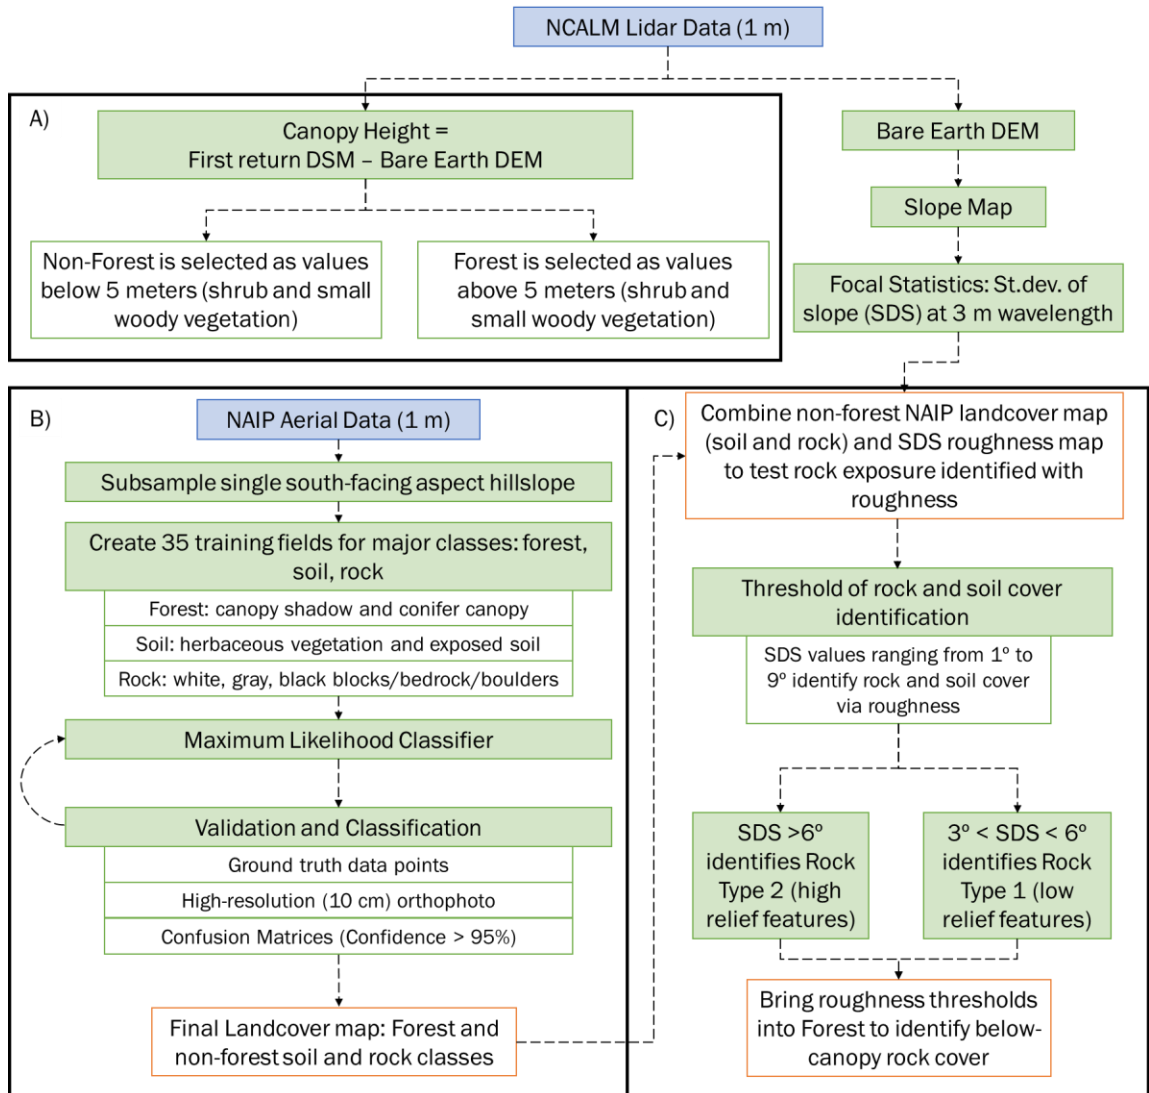 NCALM Lidar Data (1 m)
A)
Canopy Height =
First return DSM – Bare Earth DEM
Non-Forest is selected as values
below 5 meters (shrub and small
woody vegetation)
Forest is selected as values
above 5 meters (shrub and
small woody vegetation)
Bare Earth DEM
Slope Map
Focal Statistics: St.dev. of
slope (SDS) at 3 m wavelength
B)
NAIP Aerial Data (1 m)
Subsample single south-facing aspect hillslope
Create 35 training fields for major classes: forest,
soil, rock
Forest: canopy shadow and conifer canopy
Soil: herbaceous vegetation and exposed soil
Rock: white, gray, black blocks/bedrock/boulders
Maximum Likelihood Classifier
Validation and Classification
Ground truth data points
High-resolution (10 cm) orthophoto
Confusion Matrices (Confidence > 95%)
Final Landcover map: Forest and
non-forest soil and rock classes
C)
Combine non-forest NAIP landcover map
(soil and rock) and SDS roughness map
to test rock exposure identified with
roughness
Threshold of rock and soil cover
identification
SDS values ranging from 1º to
9º identify rock and soil cover
via roughness
SDS >6º
identifies Rock
Type 2 (high
relief features)
3º < SDS < 6º
identifies Rock
Type 1 (low
relief features)
Bring roughness thresholds
into Forest to identify below-
canopy rock cover